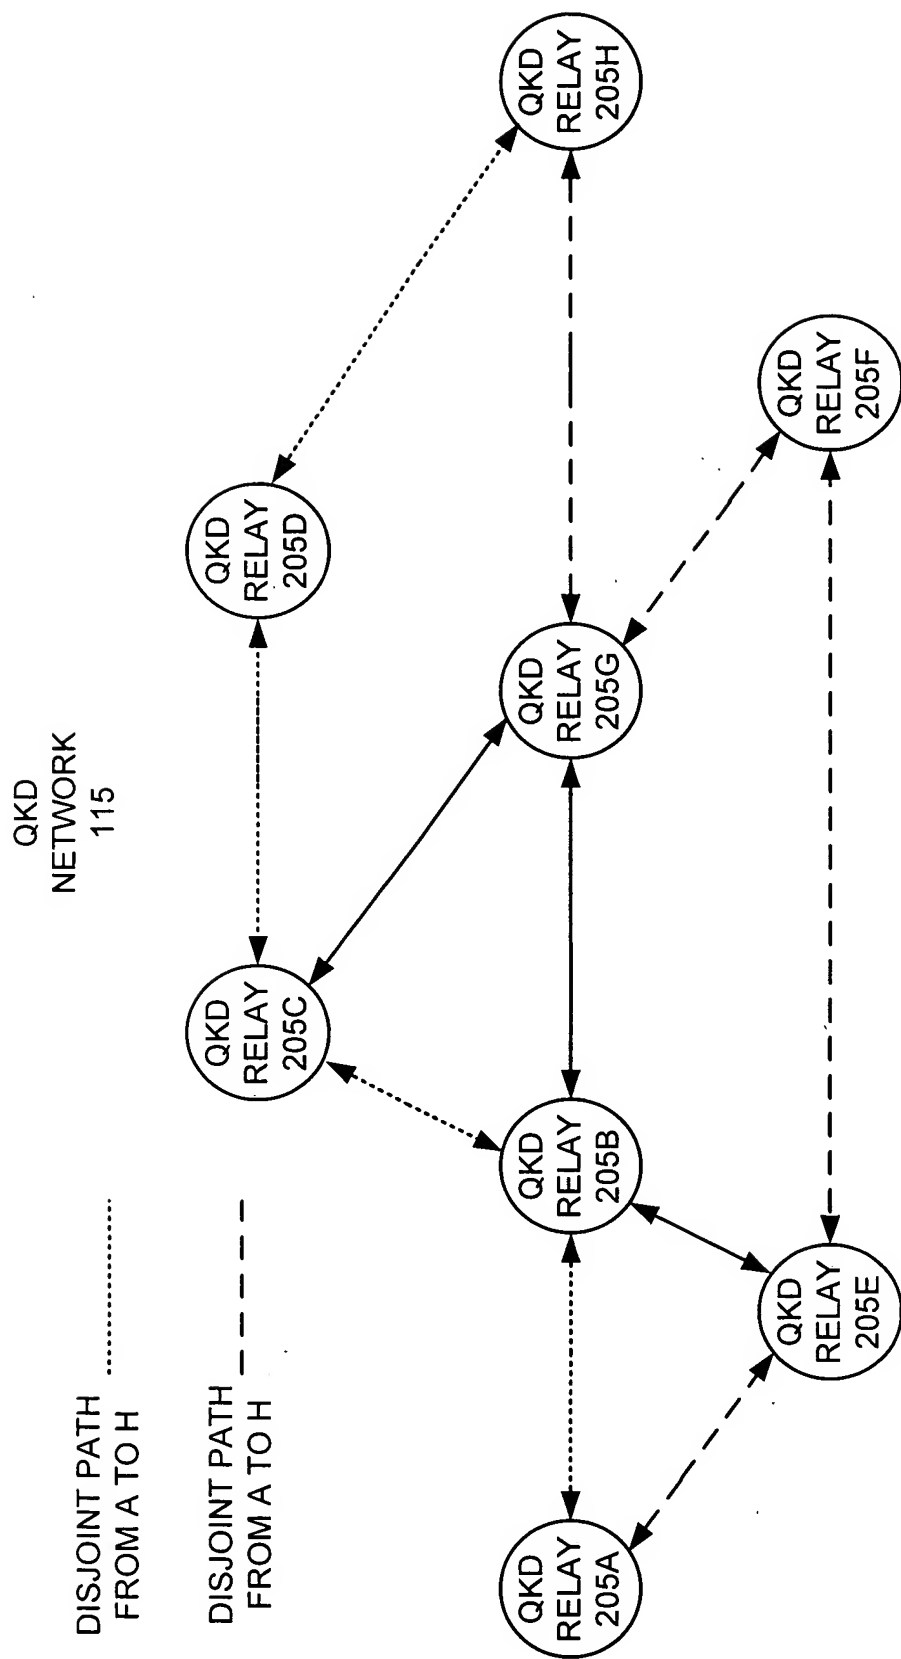 QKD
NETWORK
115
DISJOINT PATH
FROM A TO H
DISJOINT PATH
FROM A TO H
QKD
RELAY
205C
QKD
RELAY
205D
QKD
RELAY
205A
QKD
RELAY
205B
QKD
RELAY
205G
QKD
RELAY
205H
QKD
RELAY
205E
QKD
RELAY
205F